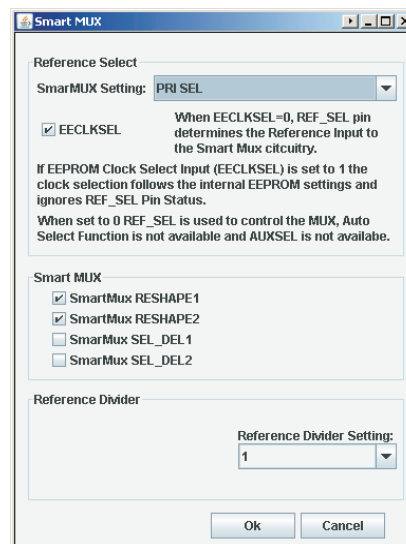 Smart MUX
Reference Select
SmarMUX Setting: PRI SEL
EECLKSEL
When EECLKSEL=0, REF_SEL pin
determines the Reference Input to
the Smart Mux citcuitry.
If EEPROM Clock Select Input (EECLKSEL) is set to 1 the
clock selection follows the internal EEPROM settings and
ignores REF_SEL Pin Status.
When set to 0 REF_SEL is used to control the MUX, Auto
Select Function is not available and AUXSEL is not availabe.
Smart MUX
SmartMux RESHAPE1
SmartMux RESHAPE2
SmarMux SEL_DEL1
SmarMux SEL_DEL2
Reference Divider
Reference Divider Setting:
1
Ok Cancel